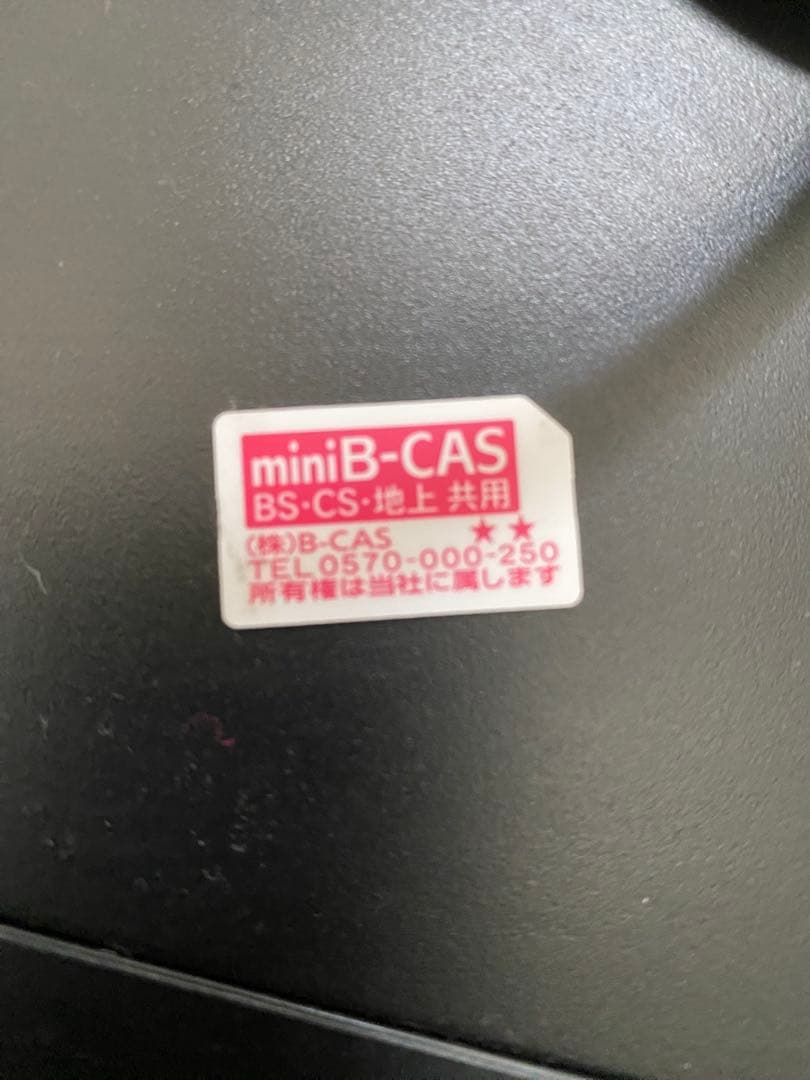 miniB-CAS
BS・CS・地上 共用
★★
(株)B-CAS
TEL 0570-000-250
所有権は当社に属します